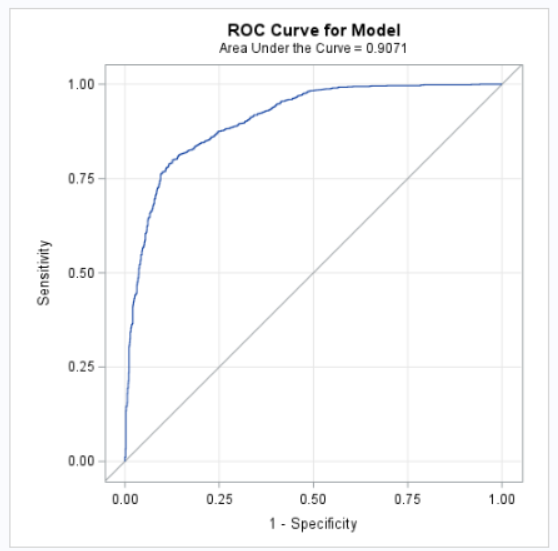 ROC Curve for Model
Area Under the Curve = 0.9071
1.00
0.75
0.50
0.25
0.00
Sensitivity
0.00 0.25 0.50 0.75 1.00
1 - Specificity